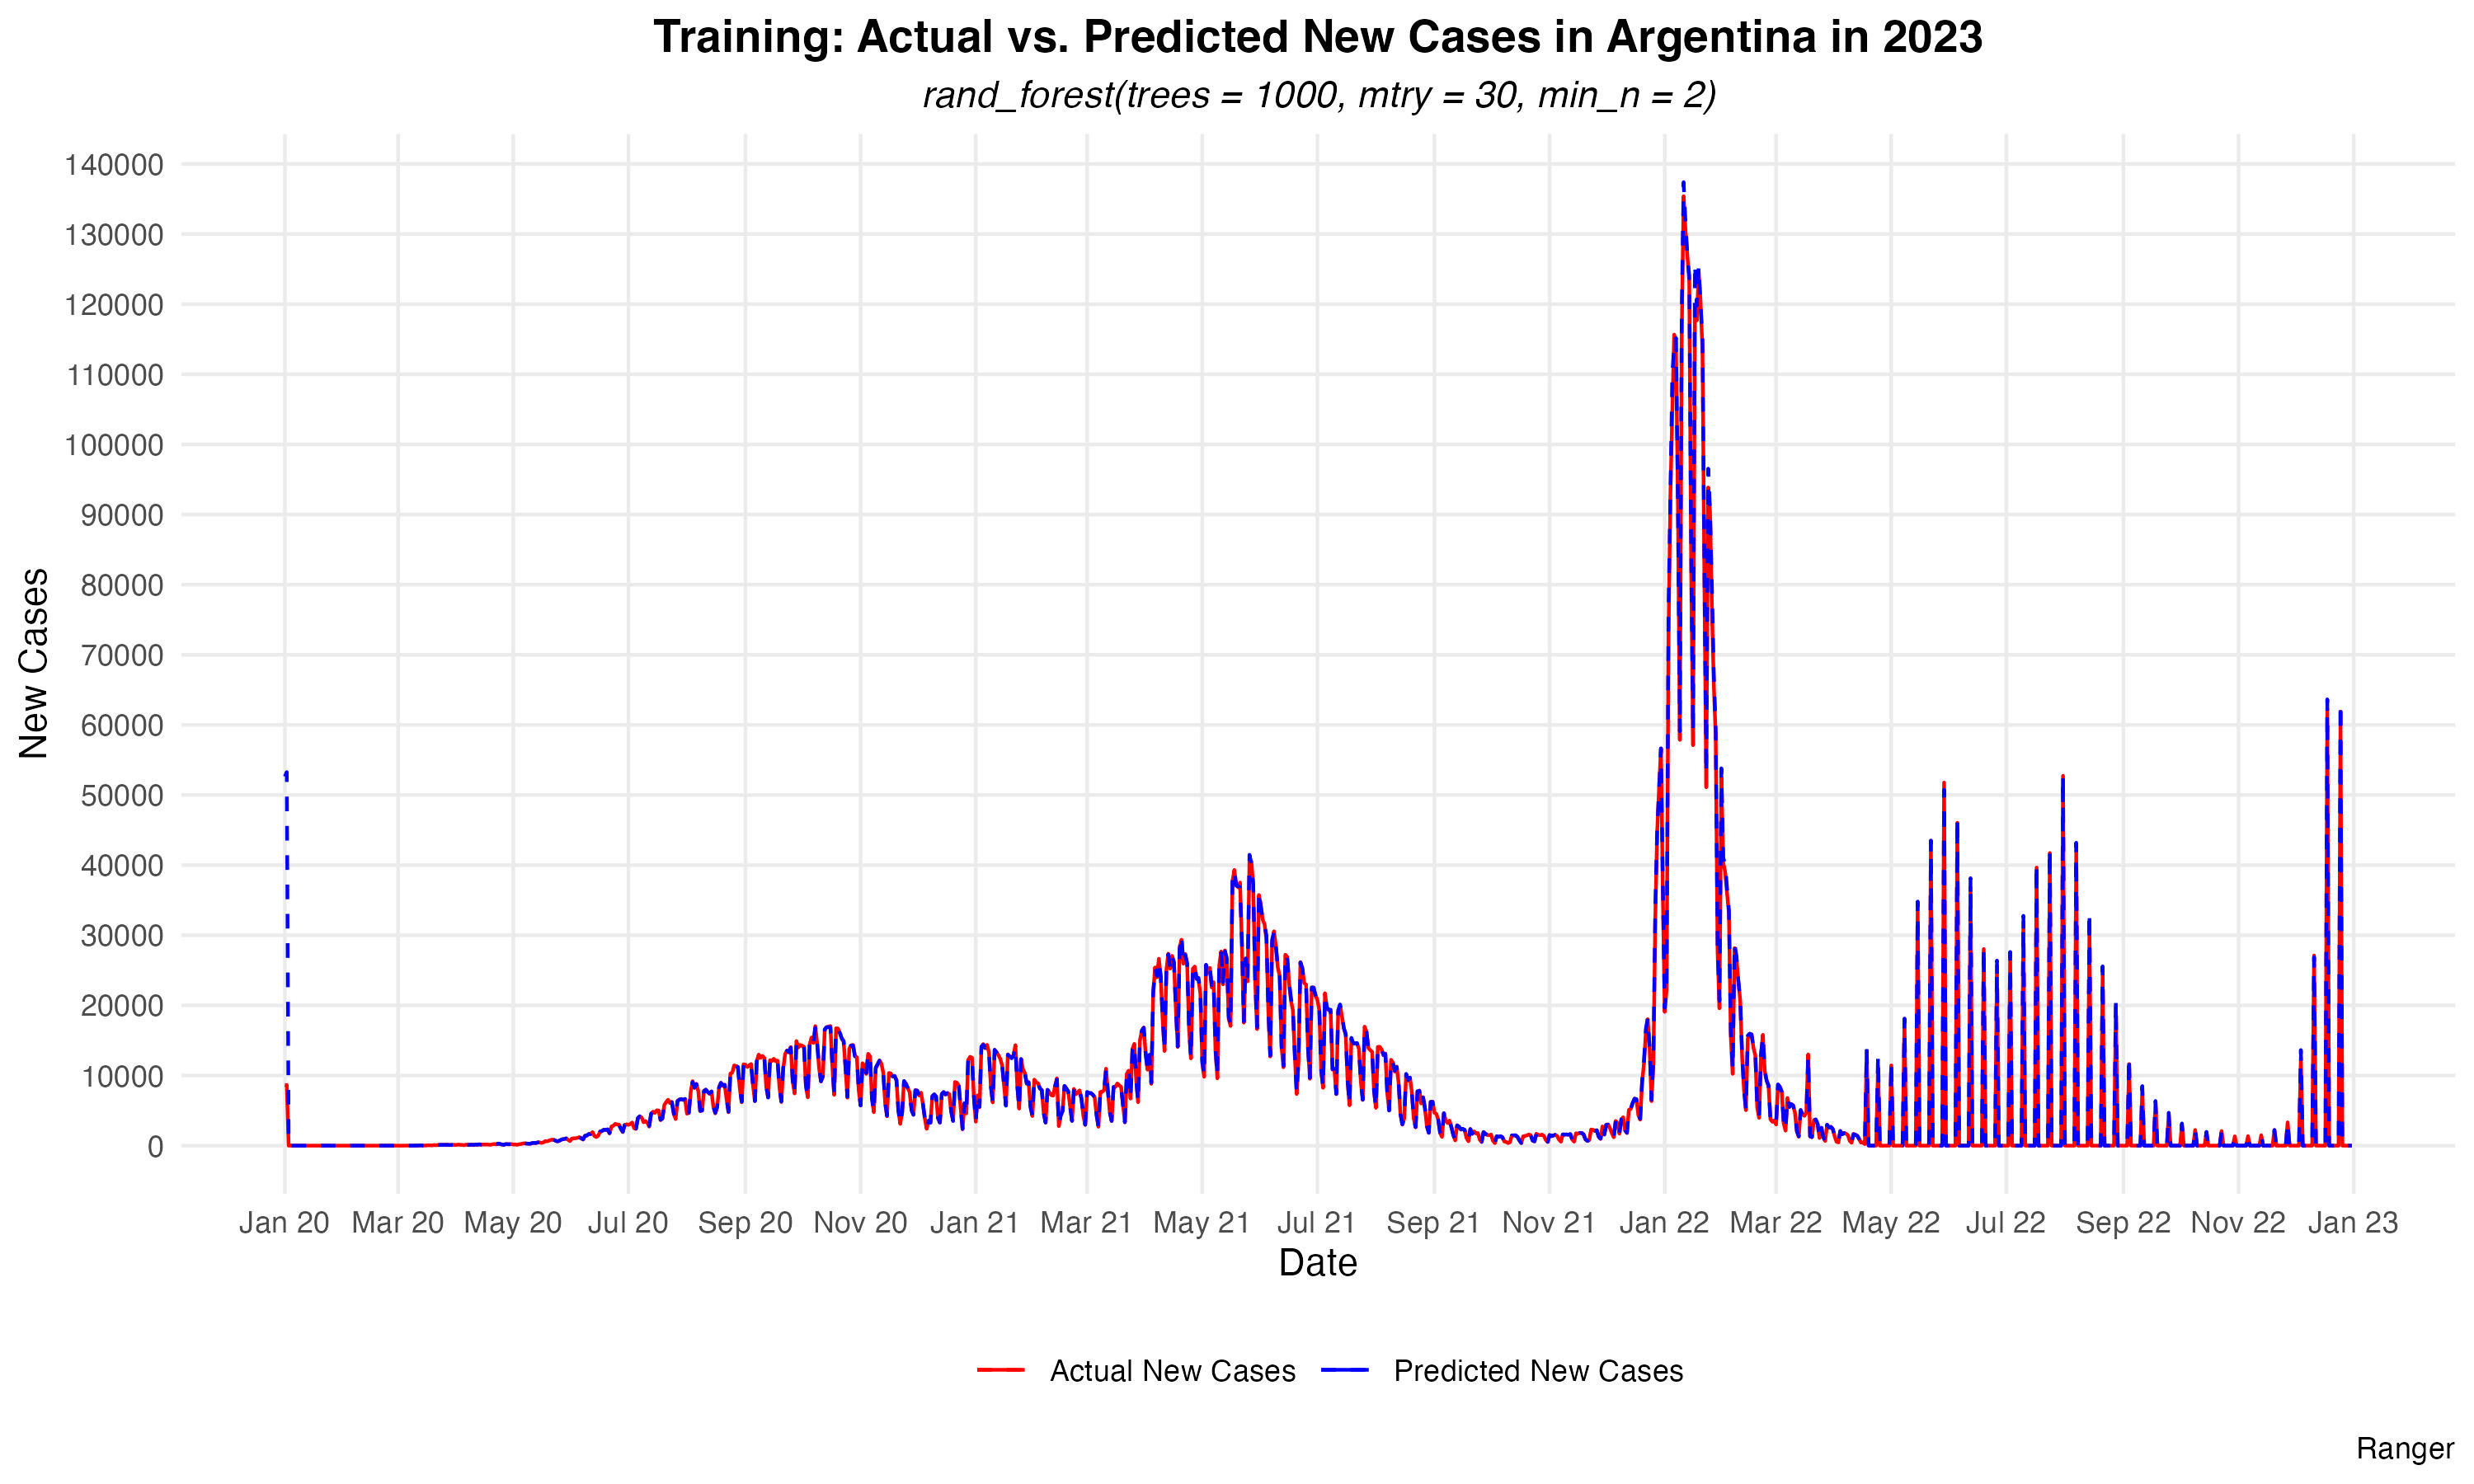 Training: Actual vs. Predicted New Cases in Argentina in 2023
rand_forest(trees = 1000, mtry = 30, min_n = 2)
140000
130000
120000
110000
100000
90000
80000
70000
60000
50000
40000
30000
20000
10000
0
New Cases
Jan 20 Mar 20 May 20 Jul 20 Sep 20 Nov 20 Jan 21 Mar 21 May 21 Jul 21 Sep 21 Nov 21 Jan 22 Mar 22 May 22 Jul 22 Sep 22 Nov 22 Jan 23
Date
Actual New Cases Predicted New Cases
Ranger